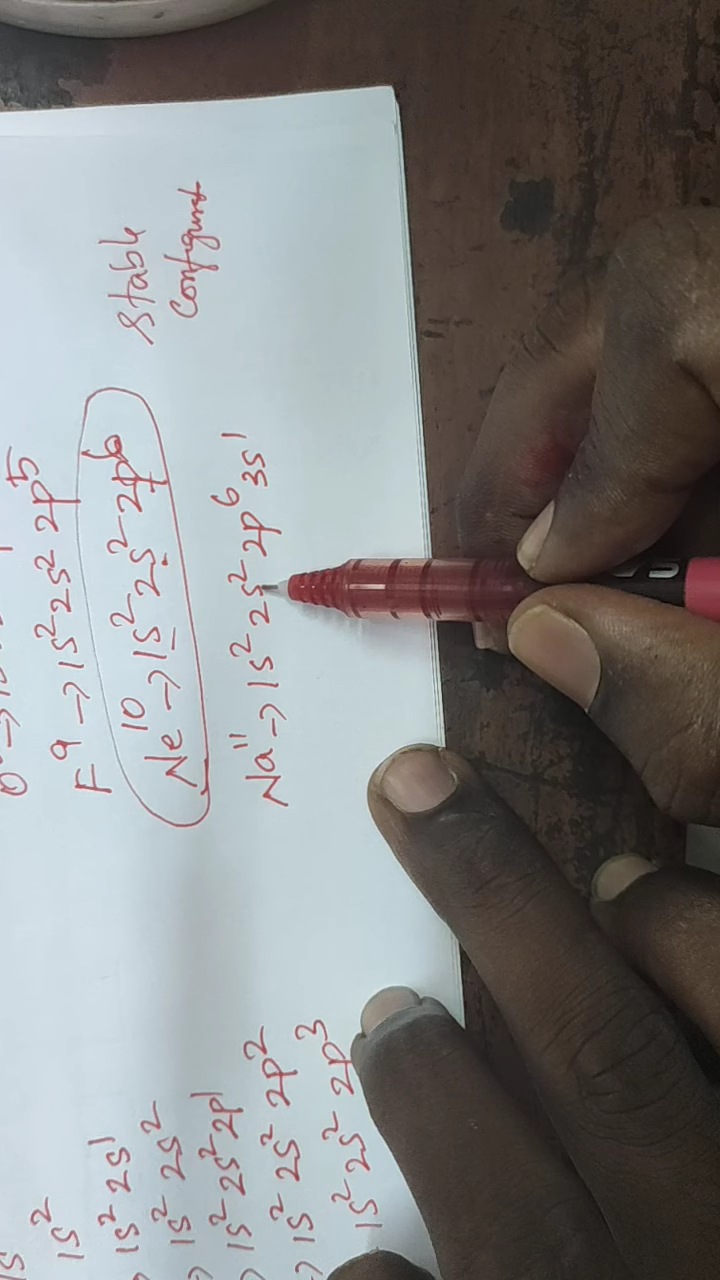 1s²
1s² 2s¹
1s² 2s²
1s² 2s² 2p¹
1s² 2s² 2p²
1s² 2s² 2p³
F⁹ → 1s² 2s² 2p⁵
Ne¹⁰ → 1s² 2s² 2p⁶
Stable
Configurat
Na¹¹ → 1s² 2s² 2p⁶ 3s¹